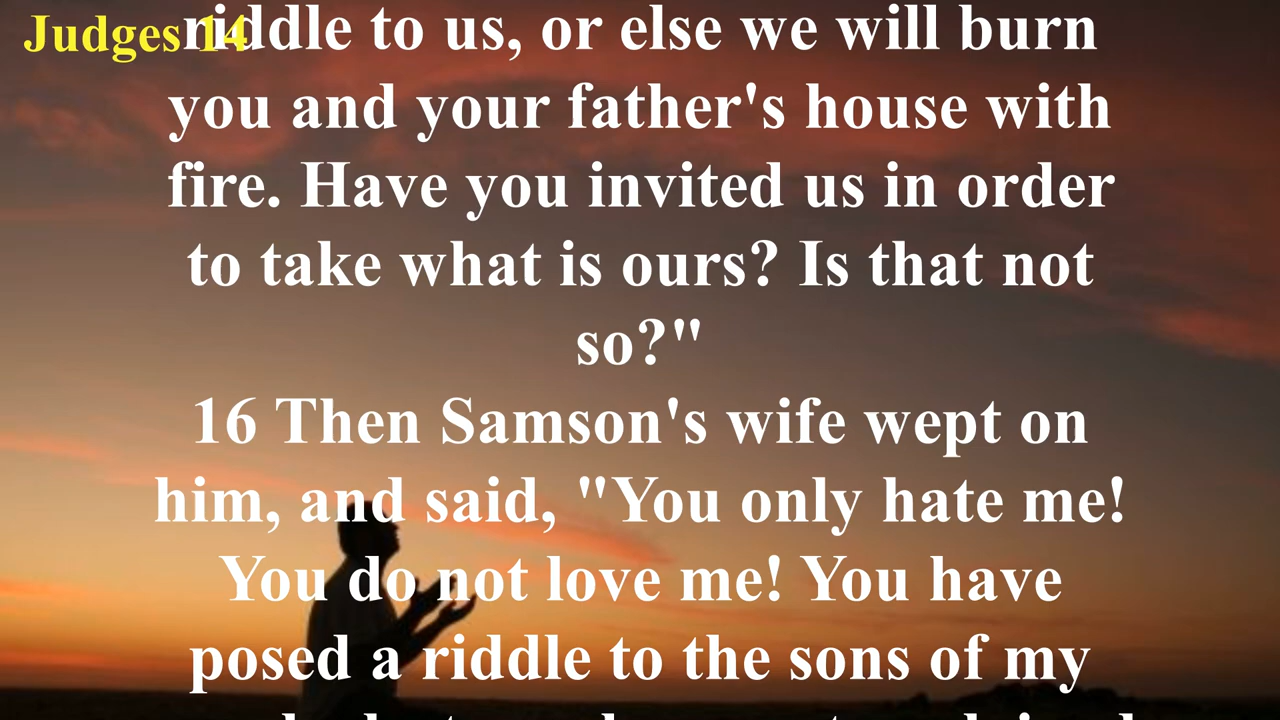 Judges 14
riddle to us, or else we will burn
you and your father's house with
fire. Have you invited us in order
to take what is ours? Is that not
so?"
16 Then Samson's wife wept on
him, and said, "You only hate me!
You do not love me! You have
posed a riddle to the sons of my